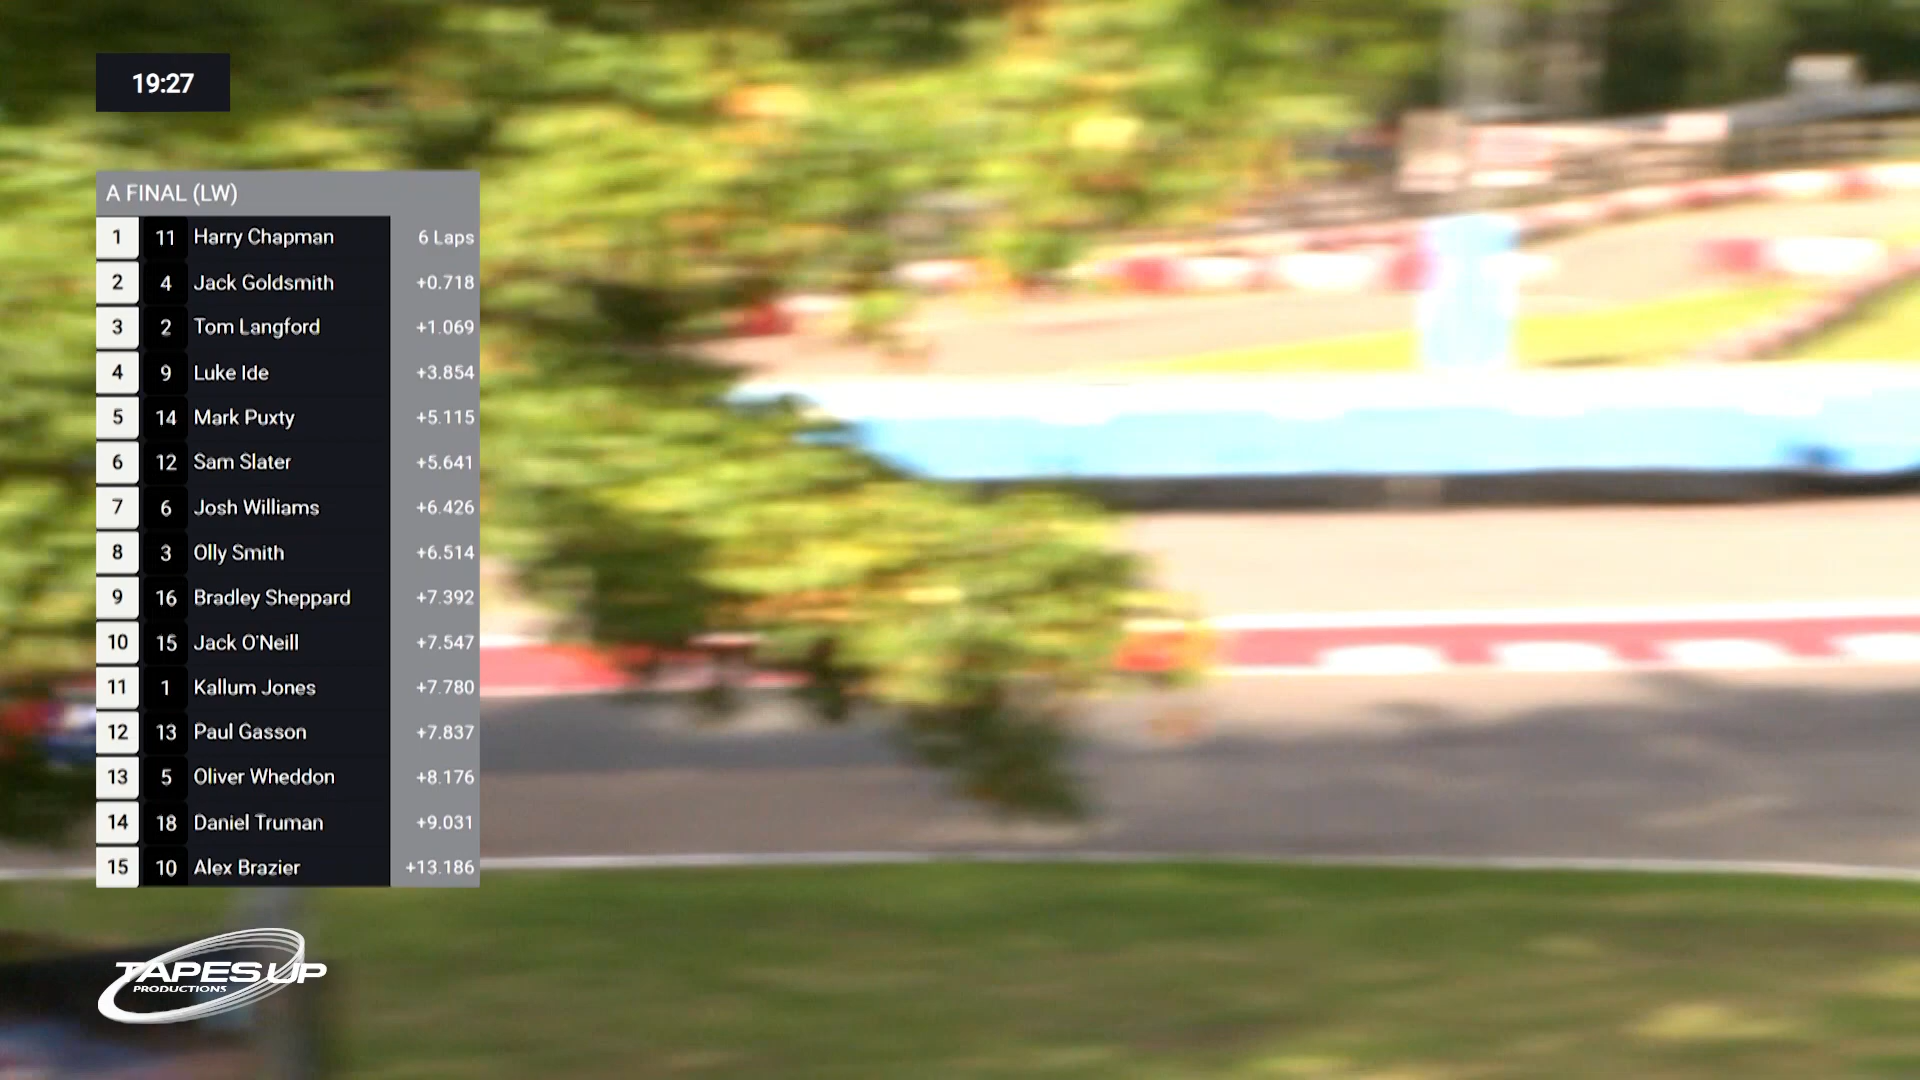 19:27
A FINAL (LW)
1 11 Harry Chapman 6 Laps
2 4 Jack Goldsmith +0.718
3 2 Tom Langford +1.069
4 9 Luke Ide +3.854
5 14 Mark Puxty +5.115
6 12 Sam Slater +5.641
7 6 Josh Williams +6.426
8 3 Olly Smith +6.514
9 16 Bradley Sheppard +7.392
10 15 Jack O'Neill +7.547
11 1 Kallum Jones +7.780
12 13 Paul Gasson +7.837
13 5 Oliver Wheddon +8.176
14 18 Daniel Truman +9.031
15 10 Alex Brazier +13.186
TAPES UP
PRODUCTIONS